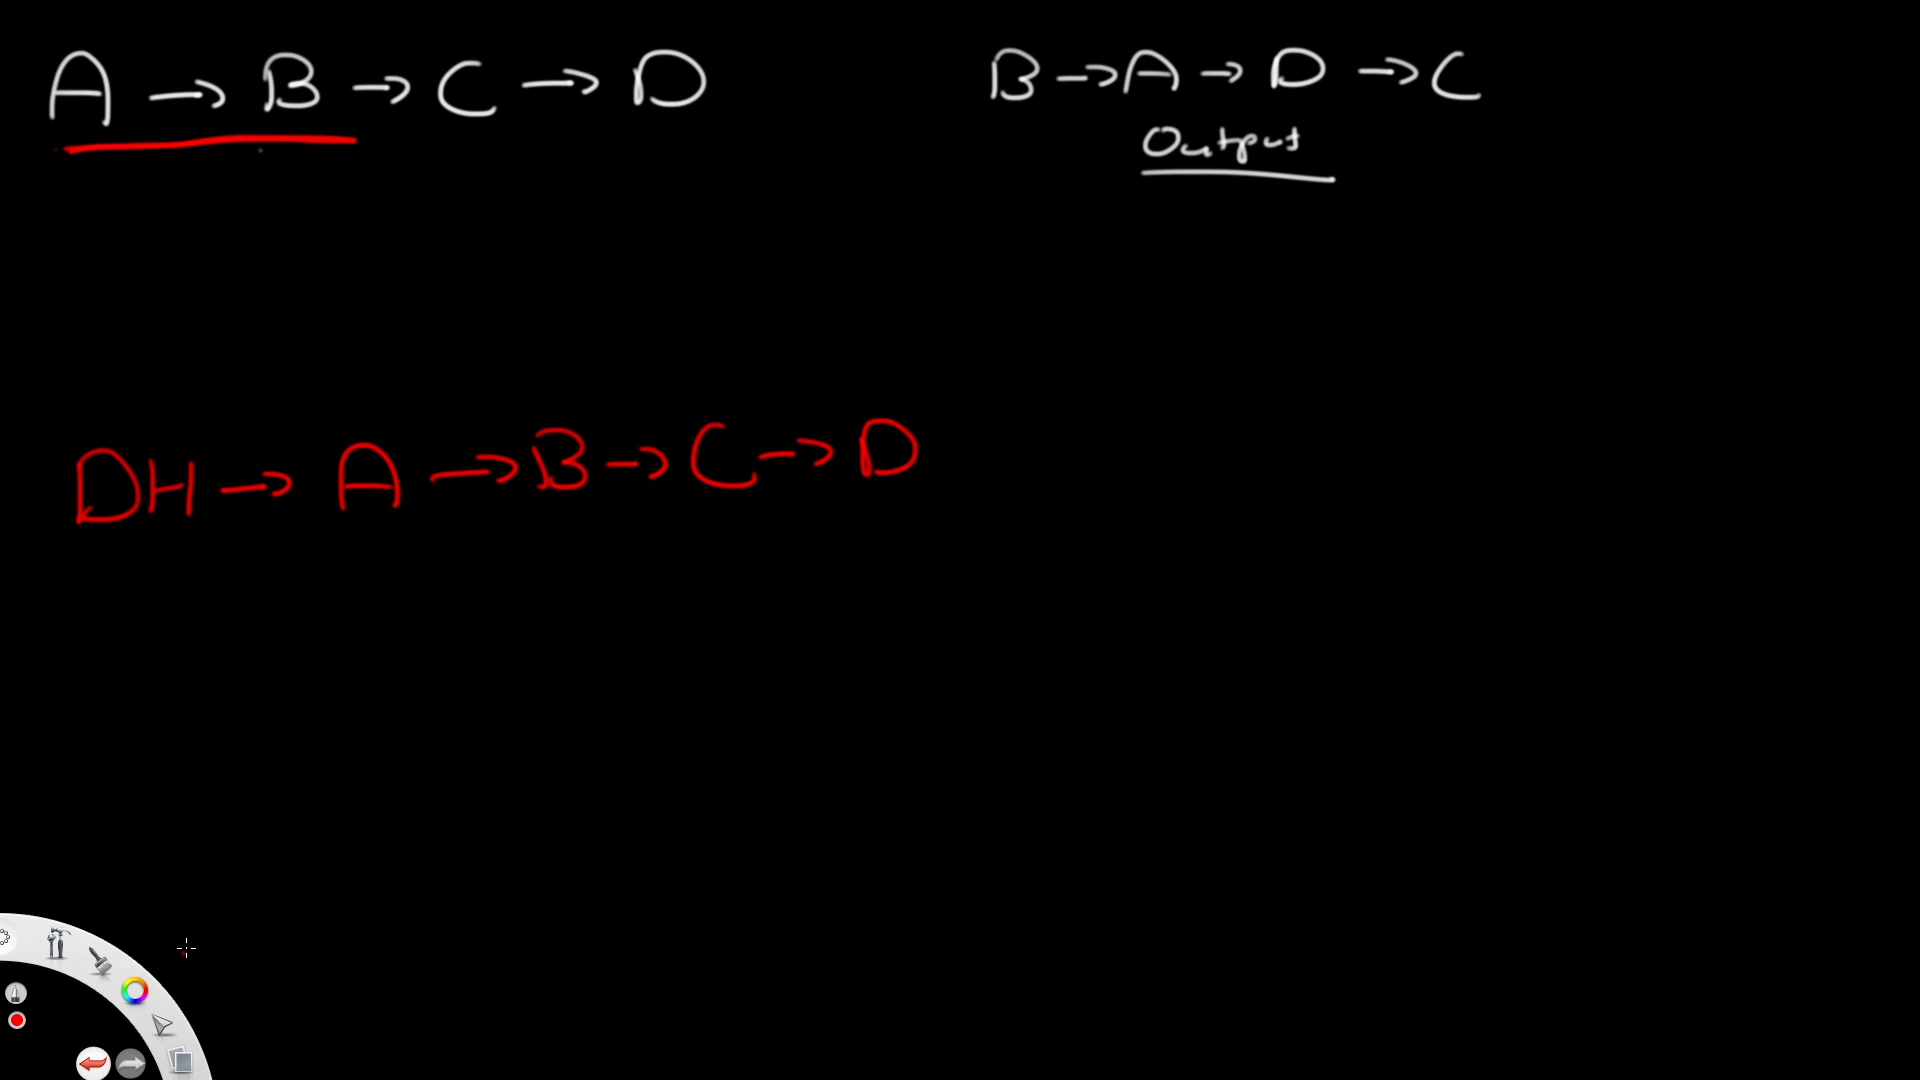 A → B → C → D
B → A → D → C
Output
DH → A → B → C → D